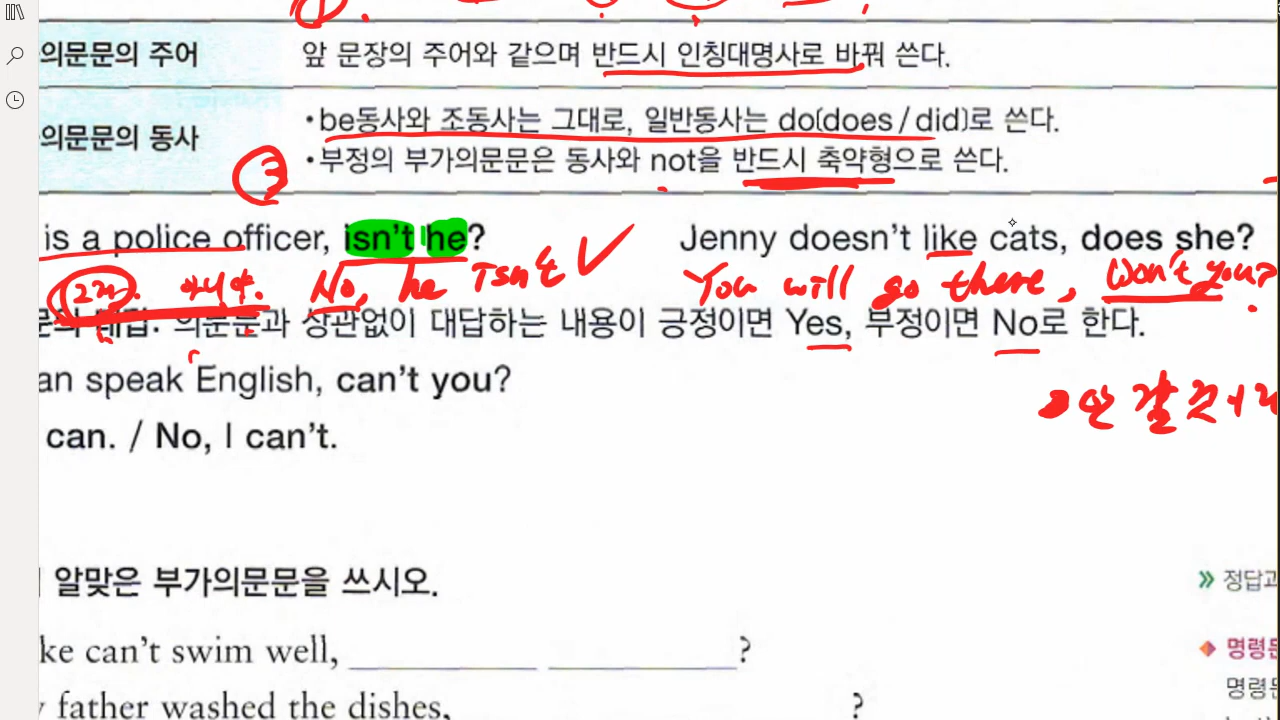 의문문의 주어 앞 문장의 주어와 같으며 반드시 인칭대명사로 바꿔 쓴다.
의문문의 동사 •be동사와 조동사는 그대로, 일반동사는 do(does/did)로 쓴다.
•부정의 부가의문문은 동사와 not을 반드시 축약형으로 쓴다.
③
is a police officer, isn't he? Jenny doesn't like cats, does she?
No, he isn't You will go there, Won't you?
의문문과 상관없이 대답하는 내용이 긍정이면 Yes, 부정이면 No로 한다.
an speak English, can't you?
can. / No, I can't.
알맞은 부가의문문을 쓰시오.
정답과
ke can't swim well, ________ ________?
명령문
y father washed the dishes, ?
명령문